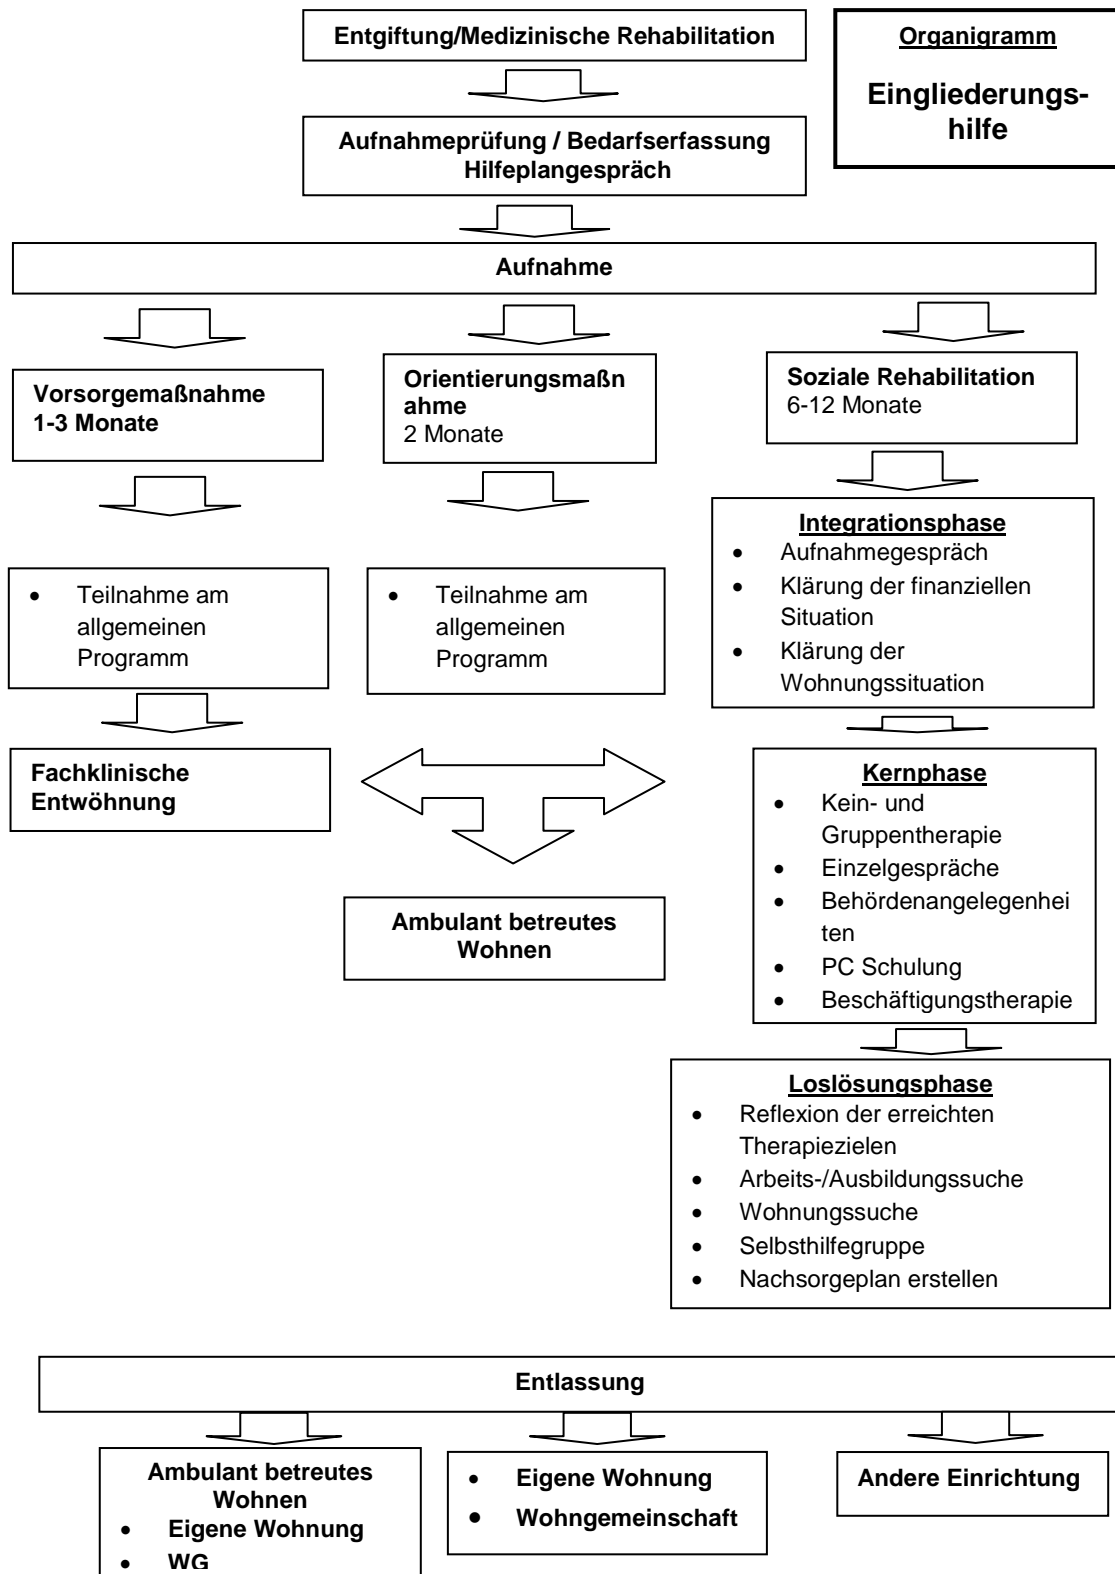 Entgiftung/Medizinische Rehabilitation
Organigramm
Eingliederungs-
hilfe
Aufnahmeprüfung / Bedarfserfassung
Hilfeplangespräch
Aufnahme
Vorsorgemaßnahme
1-3 Monate
Orientierungsmaßn
ahme
2 Monate
Soziale Rehabilitation
6-12 Monate
• Teilnahme am
allgemeinen
Programm
• Teilnahme am
allgemeinen
Programm
Integrationsphase
• Aufnahmegespräch
• Klärung der finanziellen
Situation
• Klärung der
Wohnungssituation
Fachklinische
Entwöhnung
Ambulant betreutes
Wohnen
Kernphase
• Kein- und
Gruppentherapie
• Einzelgespräche
• Behördenangelegenhei
ten
• PC Schulung
• Beschäftigungstherapie
Loslösungsphase
• Reflexion der erreichten
Therapiezielen
• Arbeits-/Ausbildungssuche
• Wohnungssuche
• Selbsthilfegruppe
• Nachsorgeplan erstellen
Entlassung
Ambulant betreutes
Wohnen
• Eigene Wohnung
• WG
• Eigene Wohnung
• Wohngemeinschaft
Andere Einrichtung